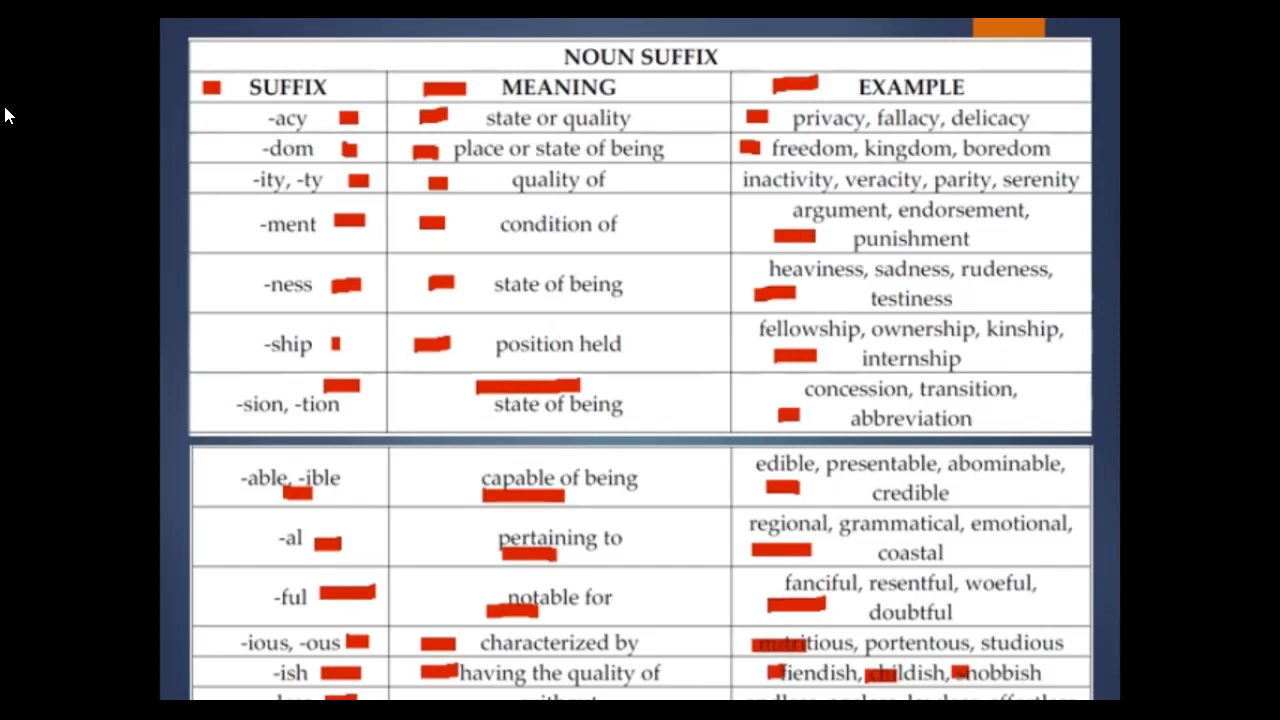 NOUN SUFFIX
SUFFIX MEANING EXAMPLE
-acy state or quality privacy, fallacy, delicacy
-dom place or state of being freedom, kingdom, boredom
-ity, -ty quality of inactivity, veracity, parity, serenity
-ment condition of argument, endorsement,
punishment
-ness state of being heaviness, sadness, rudeness,
testiness
-ship position held fellowship, ownership, kinship,
internship
-sion, -tion state of being concession, transition,
abbreviation
-able, -ible capable of being edible, presentable, abominable,
credible
-al pertaining to regional, grammatical, emotional,
coastal
-ful notable for fanciful, resentful, woeful,
doubtful
-ious, -ous characterized by nutritious, portentous, studious
-ish having the quality of fiendish, childish, snobbish